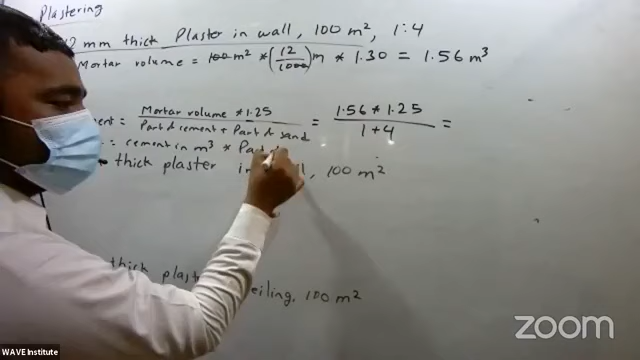 Plastering
12 mm thick Plaster in wall, 100 m², 1:4
Mortar volume = 100 m² * (12/1000)m * 1.30 = 1.56 m³
= Mortar volume * 1.25 / Part of cement + Part of sand = 1.56 * 1.25 / 1 + 4 =
cement in m³ *
thick plaster in 100 m²
thick 100 m²
zoom
WAVE Institute